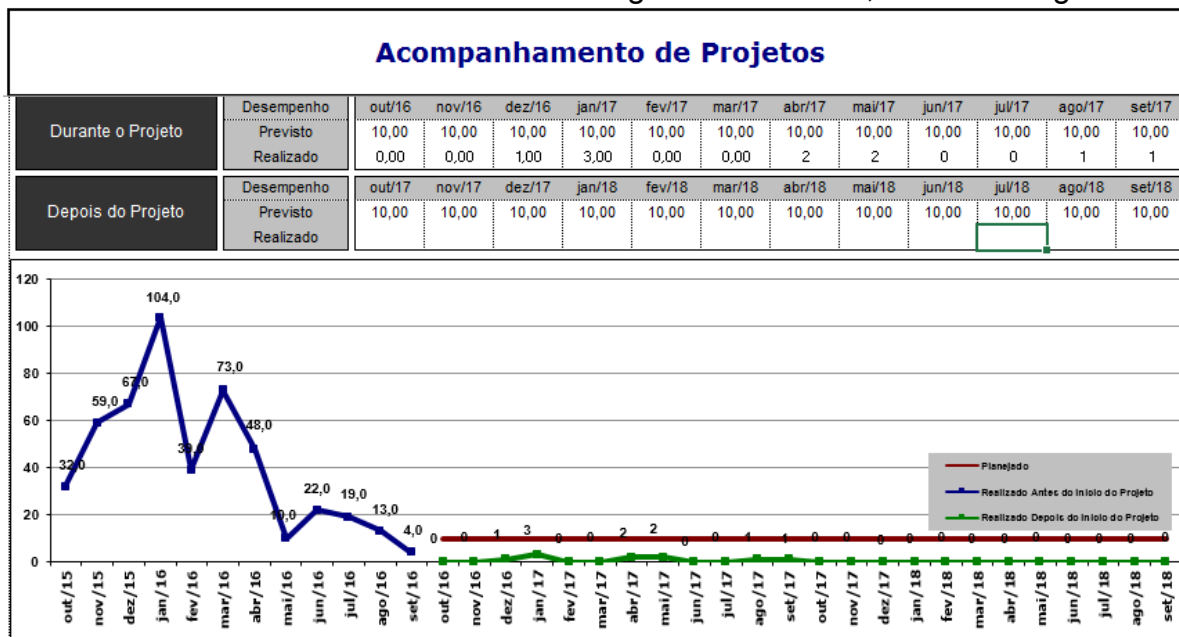 Acompanhamento de Projetos
Durante o Projeto
Desempenho out/16 nov/16 dez/16 jan/17 fev/17 mar/17 abr/17 mai/17 jun/17 jul/17 ago/17 set/17
Previsto 10,00 10,00 10,00 10,00 10,00 10,00 10,00 10,00 10,00 10,00 10,00 10,00
Realizado 0,00 0,00 1,00 3,00 0,00 0,00 2 2 0 0 1 1
Depois do Projeto
Desempenho out/17 nov/17 dez/17 jan/18 fev/18 mar/18 abr/18 mai/18 jun/18 jul/18 ago/18 set/18
Previsto 10,00 10,00 10,00 10,00 10,00 10,00 10,00 10,00 10,00 10,00 10,00 10,00
Realizado
120
100
80
60
40
20
0
32,0 59,0 67,0 104,0 39,0 73,0 48,0 10,0 22,0 19,0 13,0 4,0
0 0 1 3 0 0 2 2 0 0 1 1 0 0 0 0 0 0 0 0 0 0 0 0
Planejado
Realizado Antes do Início do Projeto
Realizado Depois do Início do Projeto
out/15 nov/15 dez/15 jan/16 fev/16 mar/16 abr/16 mai/16 jun/16 jul/16 ago/16 set/16 out/16 nov/16 dez/16 jan/17 fev/17 mar/17 abr/17 mai/17 jun/17 jul/17 ago/17 set/17 out/17 nov/17 dez/17 jan/18 fev/18 mar/18 abr/18 mai/18 jun/18 jul/18 ago/18 set/18